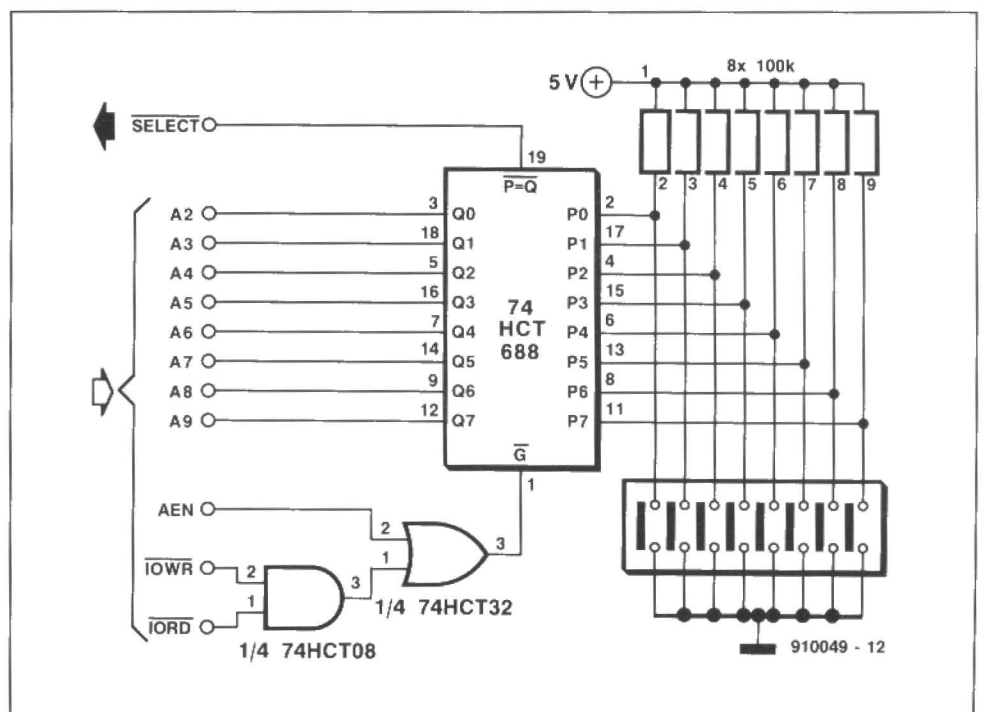 5 V + 1 8x 100k
SELECT
19
P=Q
2 3 4 5 6 7 8 9
A2 3 Q0 P0 2
A3 18 Q1 P1 17
A4 5 Q2 P2 4
A5 16 Q3 P3 15
A6 7 Q4 P4 6
A7 14 Q5 P5 13
A8 9 Q6 P6 8
A9 12 Q7 P7 11
74
HCT
688
G
1
AEN
2
1 3
1/4 74HCT32
IOWR 2
IORD 1 3
1/4 74HCT08
910049 - 12